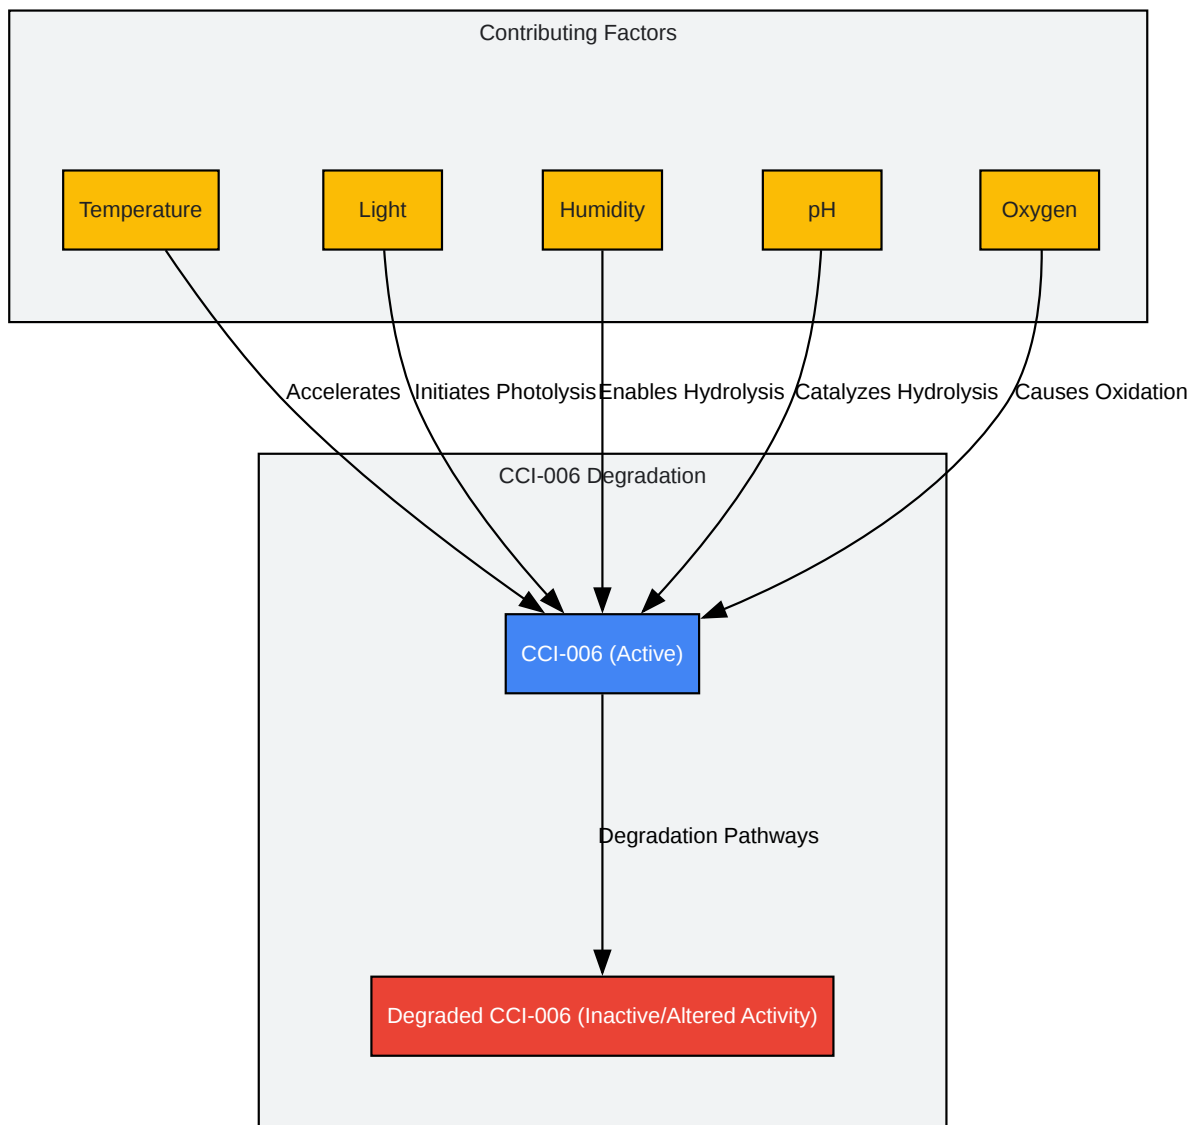 Contributing Factors
Temperature
Light
Humidity
pH
Oxygen
Accelerates
Initiates Photolysis
Enables Hydrolysis
Catalyzes Hydrolysis
Causes Oxidation
CCI-006 Degradation
CCI-006 (Active)
Degradation Pathways
Degraded CCI-006 (Inactive/Altered Activity)